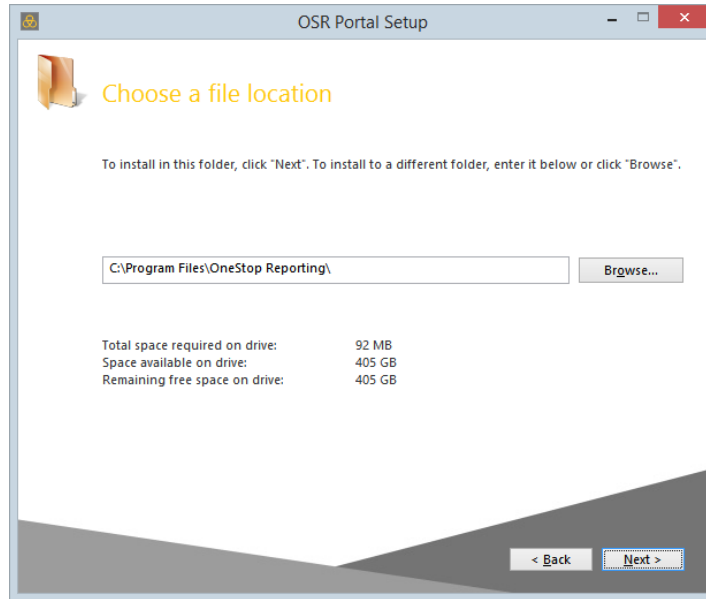 OSR Portal Setup
Choose a file location
To install in this folder, click "Next". To install to a different folder, enter it below or click "Browse".
C:\Program Files\OneStop Reporting\
Browse...
Total space required on drive: 92 MB
Space available on drive: 405 GB
Remaining free space on drive: 405 GB
< Back
Next >